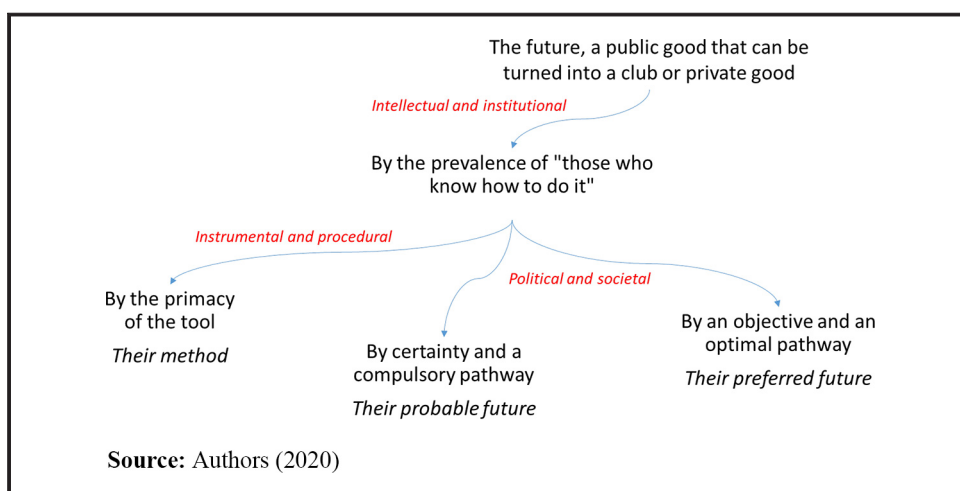 The future, a public good that can be
turned into a club or private good
Intellectual and institutional
By the prevalence of "those who
know how to do it"
Instrumental and procedural
Political and societal
By the primacy
of the tool
Their method
By certainty and a
compulsory pathway
Their probable future
By an objective and an
optimal pathway
Their preferred future
Source: Authors (2020)